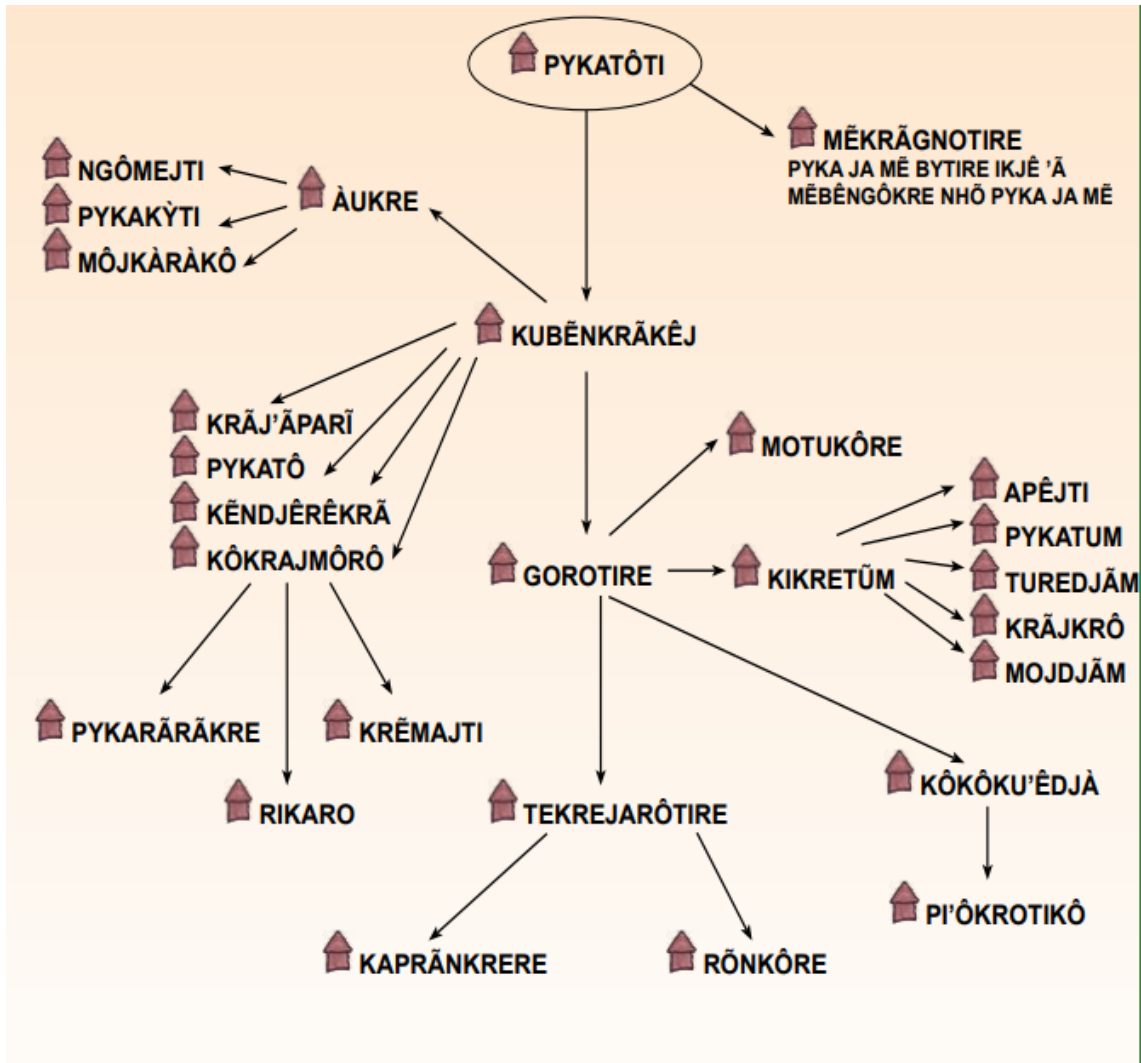 PYKATÔTI
MẼKRÃGNOTIRE
PYKA JA MẼ BYTIRE IKJÊ ’Ã
MẼBÊNGÔKRE NHÕ PYKA JA MẼ
NGÔMEJTI
PYKAKỲTI
MÔJKÀRÀKÔ
ÀUKRE
KUBẼNKRÃKÊJ
KRÃJ’ÃPARĨ
PYKATÔ
KẼNDJÊRÊKRÃ
KÔKRAJMÔRÔ
MOTUKÔRE
GOROTIRE
KIKRETŨM
APÊJTI
PYKATUM
TUREDJÃM
KRÃJKRÔ
MOJDJÃM
PYKARÃRÃKRE
KRẼMAJTI
RIKARO
TEKREJARÔTIRE
KÔKÔKU’ÊDJÀ
PI’ÔKROTIKÔ
KAPRÃNKRERE
RÕNKÔRE